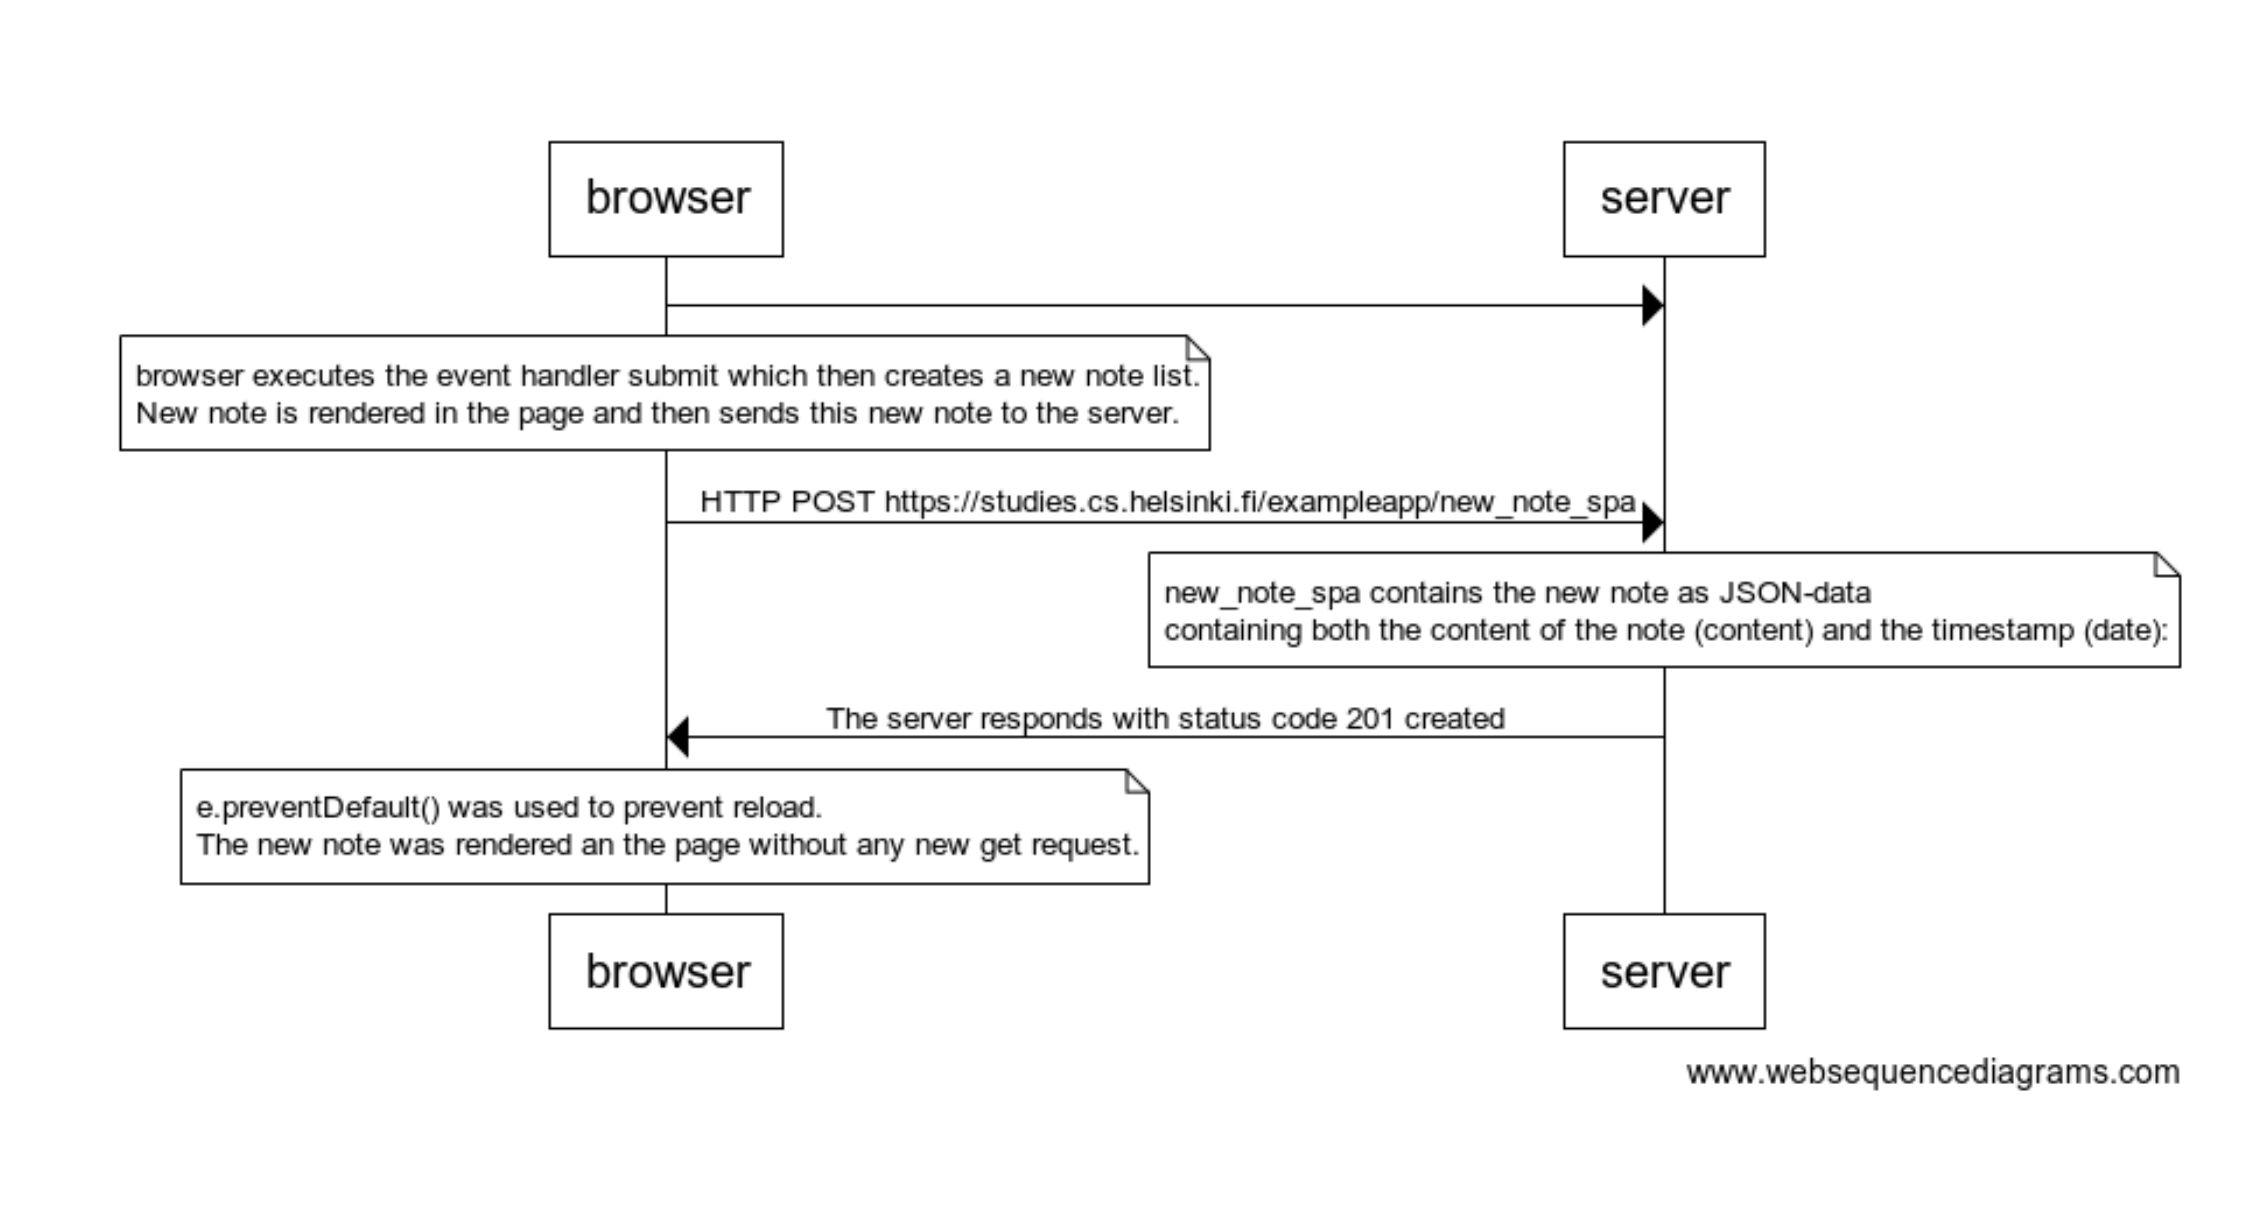 browser
server
browser executes the event handler submit which then creates a new note list.
New note is rendered in the page and then sends this new note to the server.
HTTP POST https://studies.cs.helsinki.fi/exampleapp/new_note_spa
new_note_spa contains the new note as JSON-data
containing both the content of the note (content) and the timestamp (date):
The server responds with status code 201 created
e.preventDefault() was used to prevent reload.
The new note was rendered an the page without any new get request.
browser
server
www.websequencediagrams.com